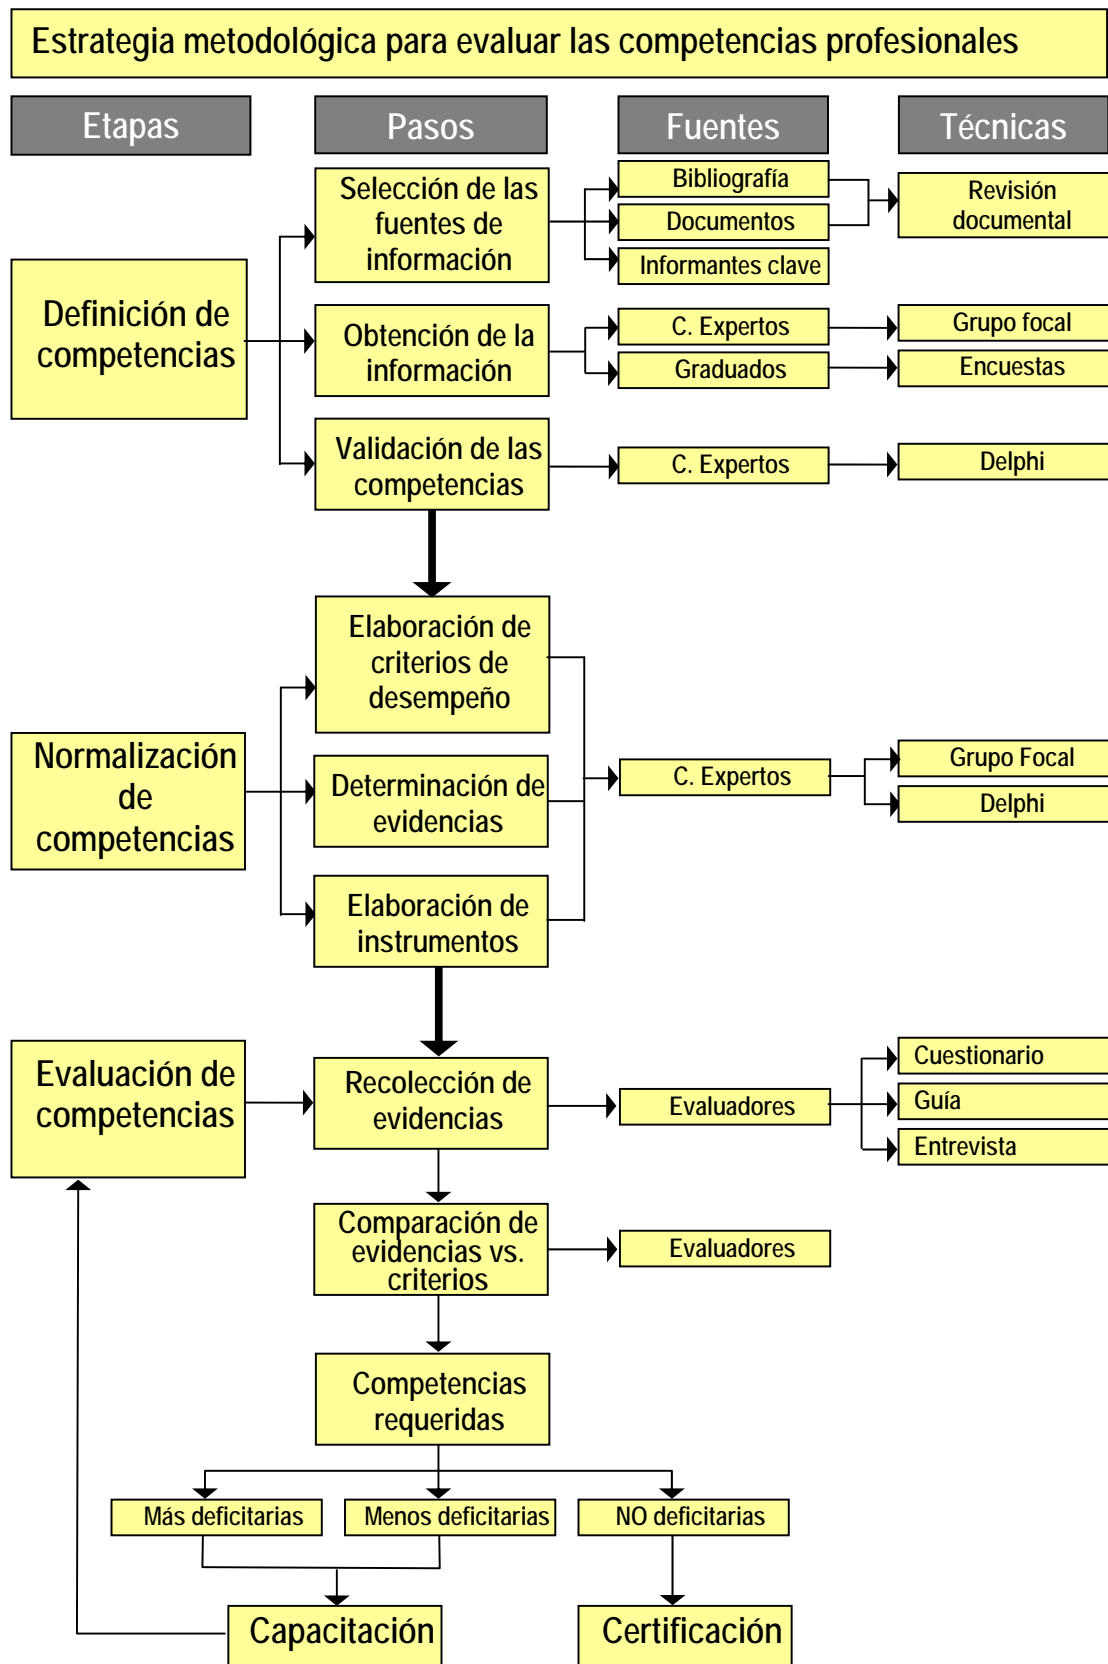 Estrategia metodológica para evaluar las competencias profesionales
Etapas
Pasos
Fuentes
Técnicas
Definición de
competencias
Selección de las
fuentes de
información
Bibliografía
Documentos
Informantes clave
Revisión
documental
Obtención de la
información
C. Expertos
Graduados
Grupo focal
Encuestas
Validación de las
competencias
C. Expertos
Delphi
Normalización
de
competencias
Elaboración de
criterios de
desempeño
Determinación de
evidencias
Elaboración de
instrumentos
C. Expertos
Grupo Focal
Delphi
Evaluación de
competencias
Recolección de
evidencias
Evaluadores
Cuestionario
Guía
Entrevista
Comparación de
evidencias vs.
criterios
Evaluadores
Competencias
requeridas
Más deficitarias
Menos deficitarias
NO deficitarias
Capacitación
Certificación